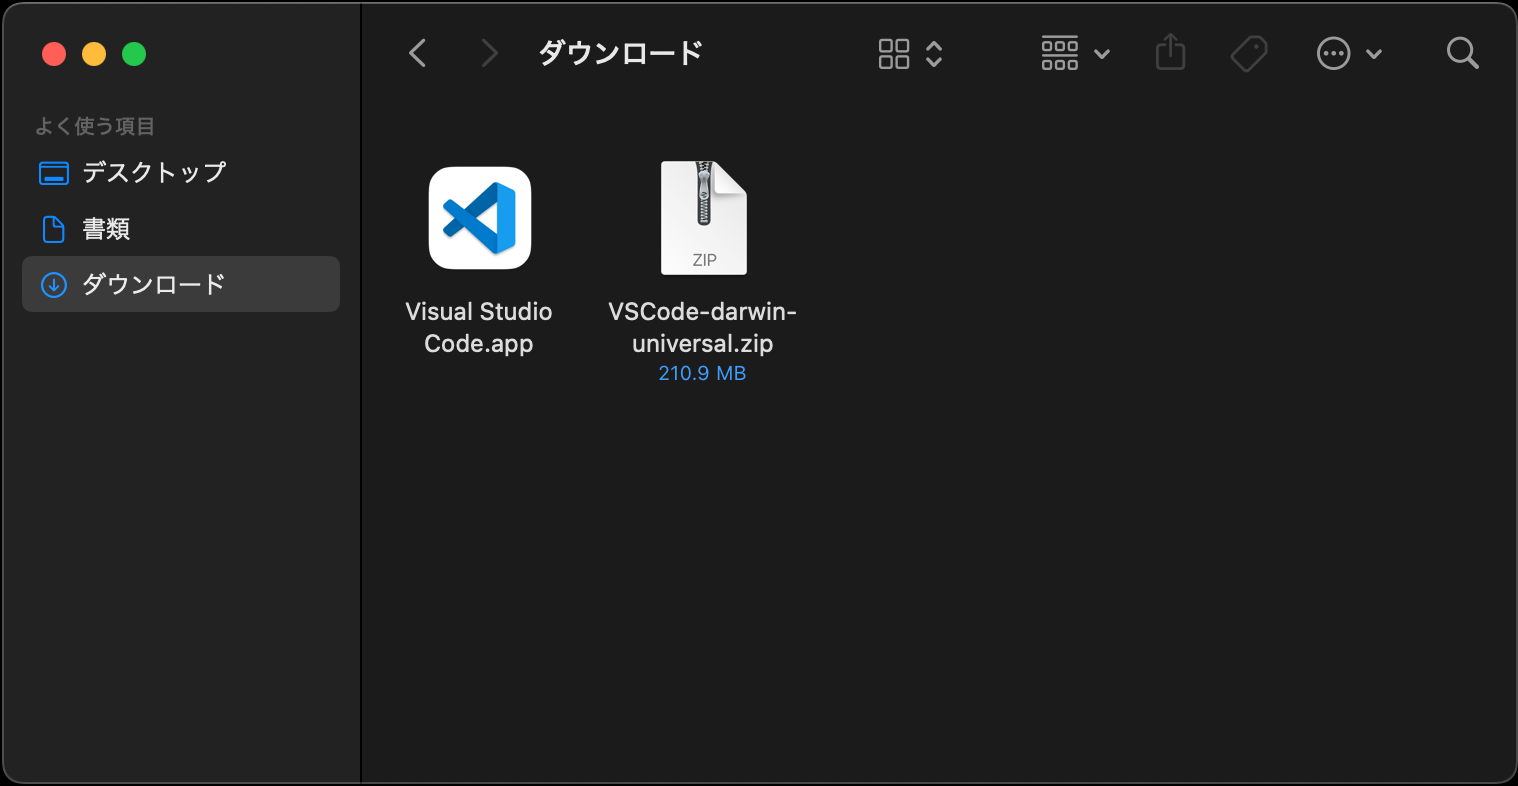 ダウンロード
よく使う項目
デスクトップ
書類
ダウンロード
Visual Studio
Code.app
ZIP
VSCode-darwin-
universal.zip
210.9 MB